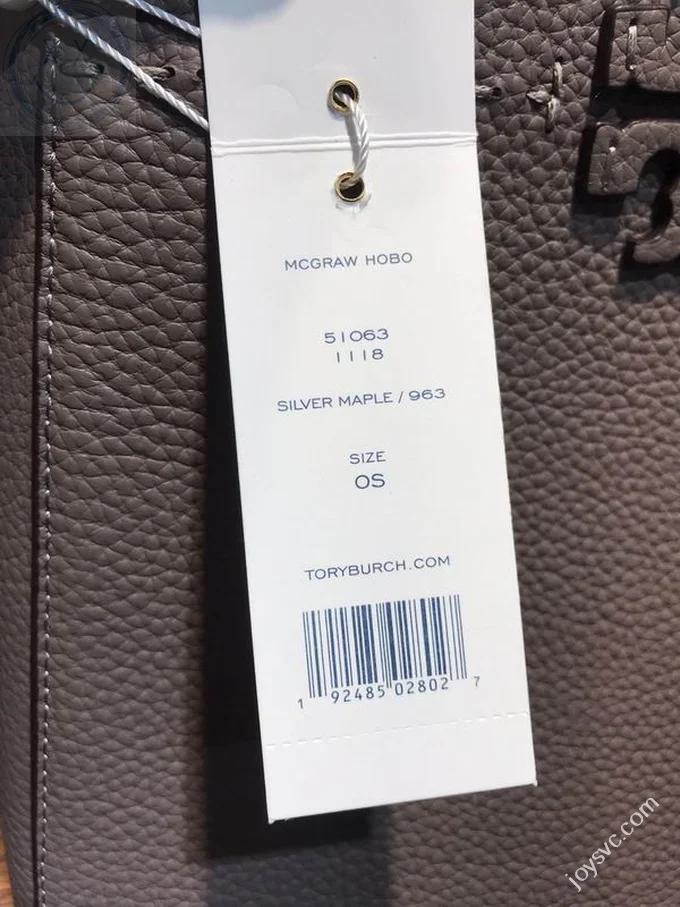 MCGRAW HOBO
51063
1118
SILVER MAPLE / 963
SIZE
OS
TORYBURCH.COM
1 92485 02802 7
joysvc.com